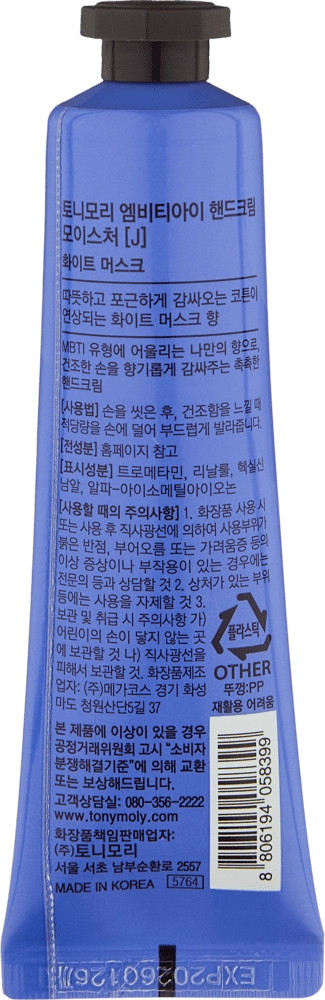 토니모리 엠비티아이 핸드크림
모이스처 [J]
화이트 머스크
따뜻하고 포근하게 감싸오는 코튼이
연상되는 화이트 머스크 향
MBTI 유형에 어울리는 나만의 향으로,
건조한 손을 향기롭게 감싸주는 촉촉한
핸드크림
[사용법] 손을 씻은 후, 건조함을 느낄 때
적당량을 손에 덜어 부드럽게 발라줍니다.
[전성분] 홈페이지 참고
[표시성분] 트로메타민, 리날룰, 헥실신
남알, 알파-아이소메틸아이오논
[사용할 때의 주의사항] 1. 화장품 사용 시
또는 사용 후 직사광선에 의하여 사용부위가
붉은 반점, 부어오름 또는 가려움증 등의
이상 증상이나 부작용이 있는 경우에는
전문의 등과 상담할 것 2. 상처가 있는 부위
등에는 사용을 자제할 것 3.
보관 및 취급 시 주의사항 가)
어린이의 손이 닿지 않는 곳
에 보관할 것 나) 직사광선을
피해서 보관할 것. 화장품제조
업자: (주)메가코스 경기 화성
마도 청원산단5길 37
플라스틱
OTHER
뚜껑:PP
재활용 어려움
본 제품에 이상이 있을 경우
공정거래위원회 고시 "소비자
분쟁해결기준"에 의해 교환
또는 보상해드립니다.
고객상담실: 080-356-2222
www.tonymoly.com
화장품책임판매업자:
(주)토니모리
서울 서초 남부순환로 2557
MADE IN KOREA 5764
8 806194 058399
EXP20260126